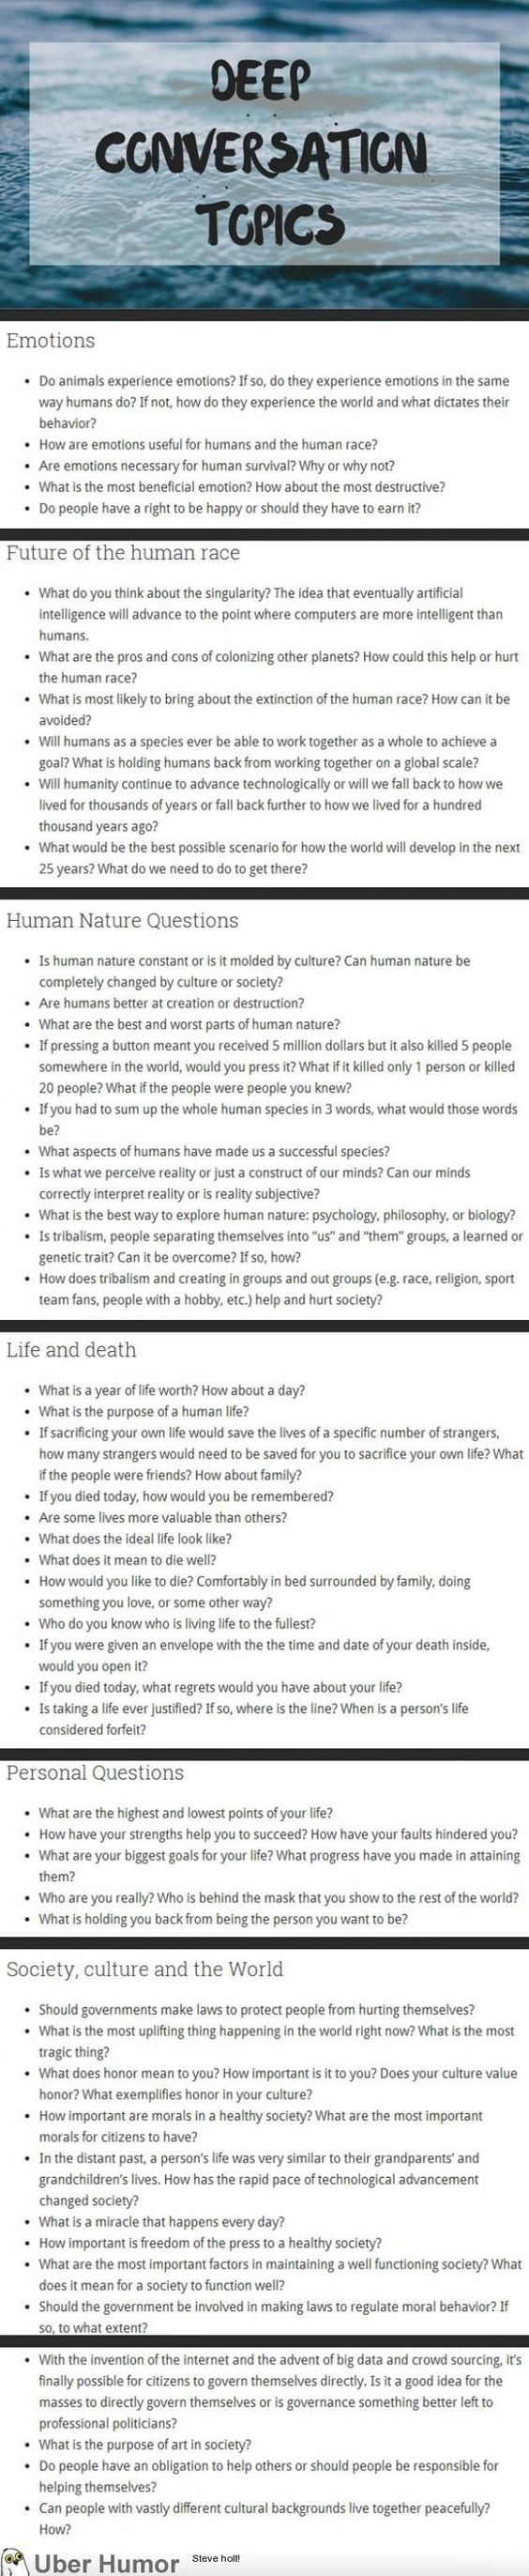 DEEP
CONVERSATION
TOPICS
Emotions
• Do animals experience emotions? If so, do they experience emotions in the same
way humans do? If not, how do they experience the world and what dictates their
behavior?
• How are emotions useful for humans and the human race?
• Are emotions necessary for human survival? Why or why not?
• What is the most beneficial emotion? How about the most destructive?
• Do people have a right to be happy or should they have to earn it?
Future of the human race
• What do you think about the singularity? The idea that eventually artificial
intelligence will advance to the point where computers are more intelligent than
humans.
• What are the pros and cons of colonizing other planets? How could this help or hurt
the human race?
• What is most likely to bring about the extinction of the human race? How can it be
avoided?
• Will humans as a species ever be able to work together as a whole to achieve a
goal? What is holding humans back from working together on a global scale?
• Will humanity continue to advance technologically or will we fall back to how we
lived for thousands of years or fall back further to how we lived for a hundred
thousand years ago?
• What would be the best possible scenario for how the world will develop in the next
25 years? What do we need to do to get there?
Human Nature Questions
• Is human nature constant or is it molded by culture? Can human nature be
completely changed by culture or society?
• Are humans better at creation or destruction?
• What are the best and worst parts of human nature?
• If pressing a button meant you received 5 million dollars but it also killed 5 people
somewhere in the world, would you press it? What if it killed only 1 person or killed
20 people? What if the people were people you knew?
• If you had to sum up the whole human species in 3 words, what would those words
be?
• What aspects of humans have made us a successful species?
• Is what we perceive reality or just a construct of our minds? Can our minds
correctly interpret reality or is reality subjective?
• What is the best way to explore human nature: psychology, philosophy, or biology?
• Is tribalism, people separating themselves into "us" and "them" groups, a learned or
genetic trait? Can it be overcome? If so, how?
• How does tribalism and creating in groups and out groups (e.g. race, religion, sport
team fans, people with a hobby, etc.) help and hurt society?
Life and death
• What is a year of life worth? How about a day?
• What is the purpose of a human life?
• If sacrificing your own life would save the lives of a specific number of strangers,
how many strangers would need to be saved for you to sacrifice your own life? What
if the people were friends? How about family?
• If you died today, how would you be remembered?
• Are some lives more valuable than others?
• What does the ideal life look like?
• What does it mean to die well?
• How would you like to die? Comfortably in bed surrounded by family, doing
something you love, or some other way?
• Who do you know who is living life to the fullest?
• If you were given an envelope with the the time and date of your death inside,
would you open it?
• If you died today, what regrets would you have about your life?
• Is taking a life ever justified? If so, where is the line? When is a person's life
considered forfeit?
Personal Questions
• What are the highest and lowest points of your life?
• How have your strengths help you to succeed? How have your faults hindered you?
• What are your biggest goals for your life? What progress have you made in attaining
them?
• Who are you really? Who is behind the mask that you show to the rest of the world?
• What is holding you back from being the person you want to be?
Society, culture and the World
• Should governments make laws to protect people from hurting themselves?
• What is the most uplifting thing happening in the world right now? What is the most
tragic thing?
• What does honor mean to you? How important is it to you? Does your culture value
honor? What exemplifies honor in your culture?
• How important are morals in a healthy society? What are the most important
morals for citizens to have?
• In the distant past, a person's life was very similar to their grandparents' and
grandchildren's lives. How has the rapid pace of technological advancement
changed society?
• What is a miracle that happens every day?
• How important is freedom of the press to a healthy society?
• What are the most important factors in maintaining a well functioning society? What
does it mean for a society to function well?
• Should the government be involved in making laws to regulate moral behavior? If
so, to what extent?
• With the invention of the internet and the advent of big data and crowd sourcing, it's
finally possible for citizens to govern themselves directly. Is it a good idea for the
masses to directly govern themselves or is governance something better left to
professional politicians?
• What is the purpose of art in society?
• Do people have an obligation to help others or should people be responsible for
helping themselves?
• Can people with vastly different cultural backgrounds live together peacefully?
How?
Uber Humor Steve holt!